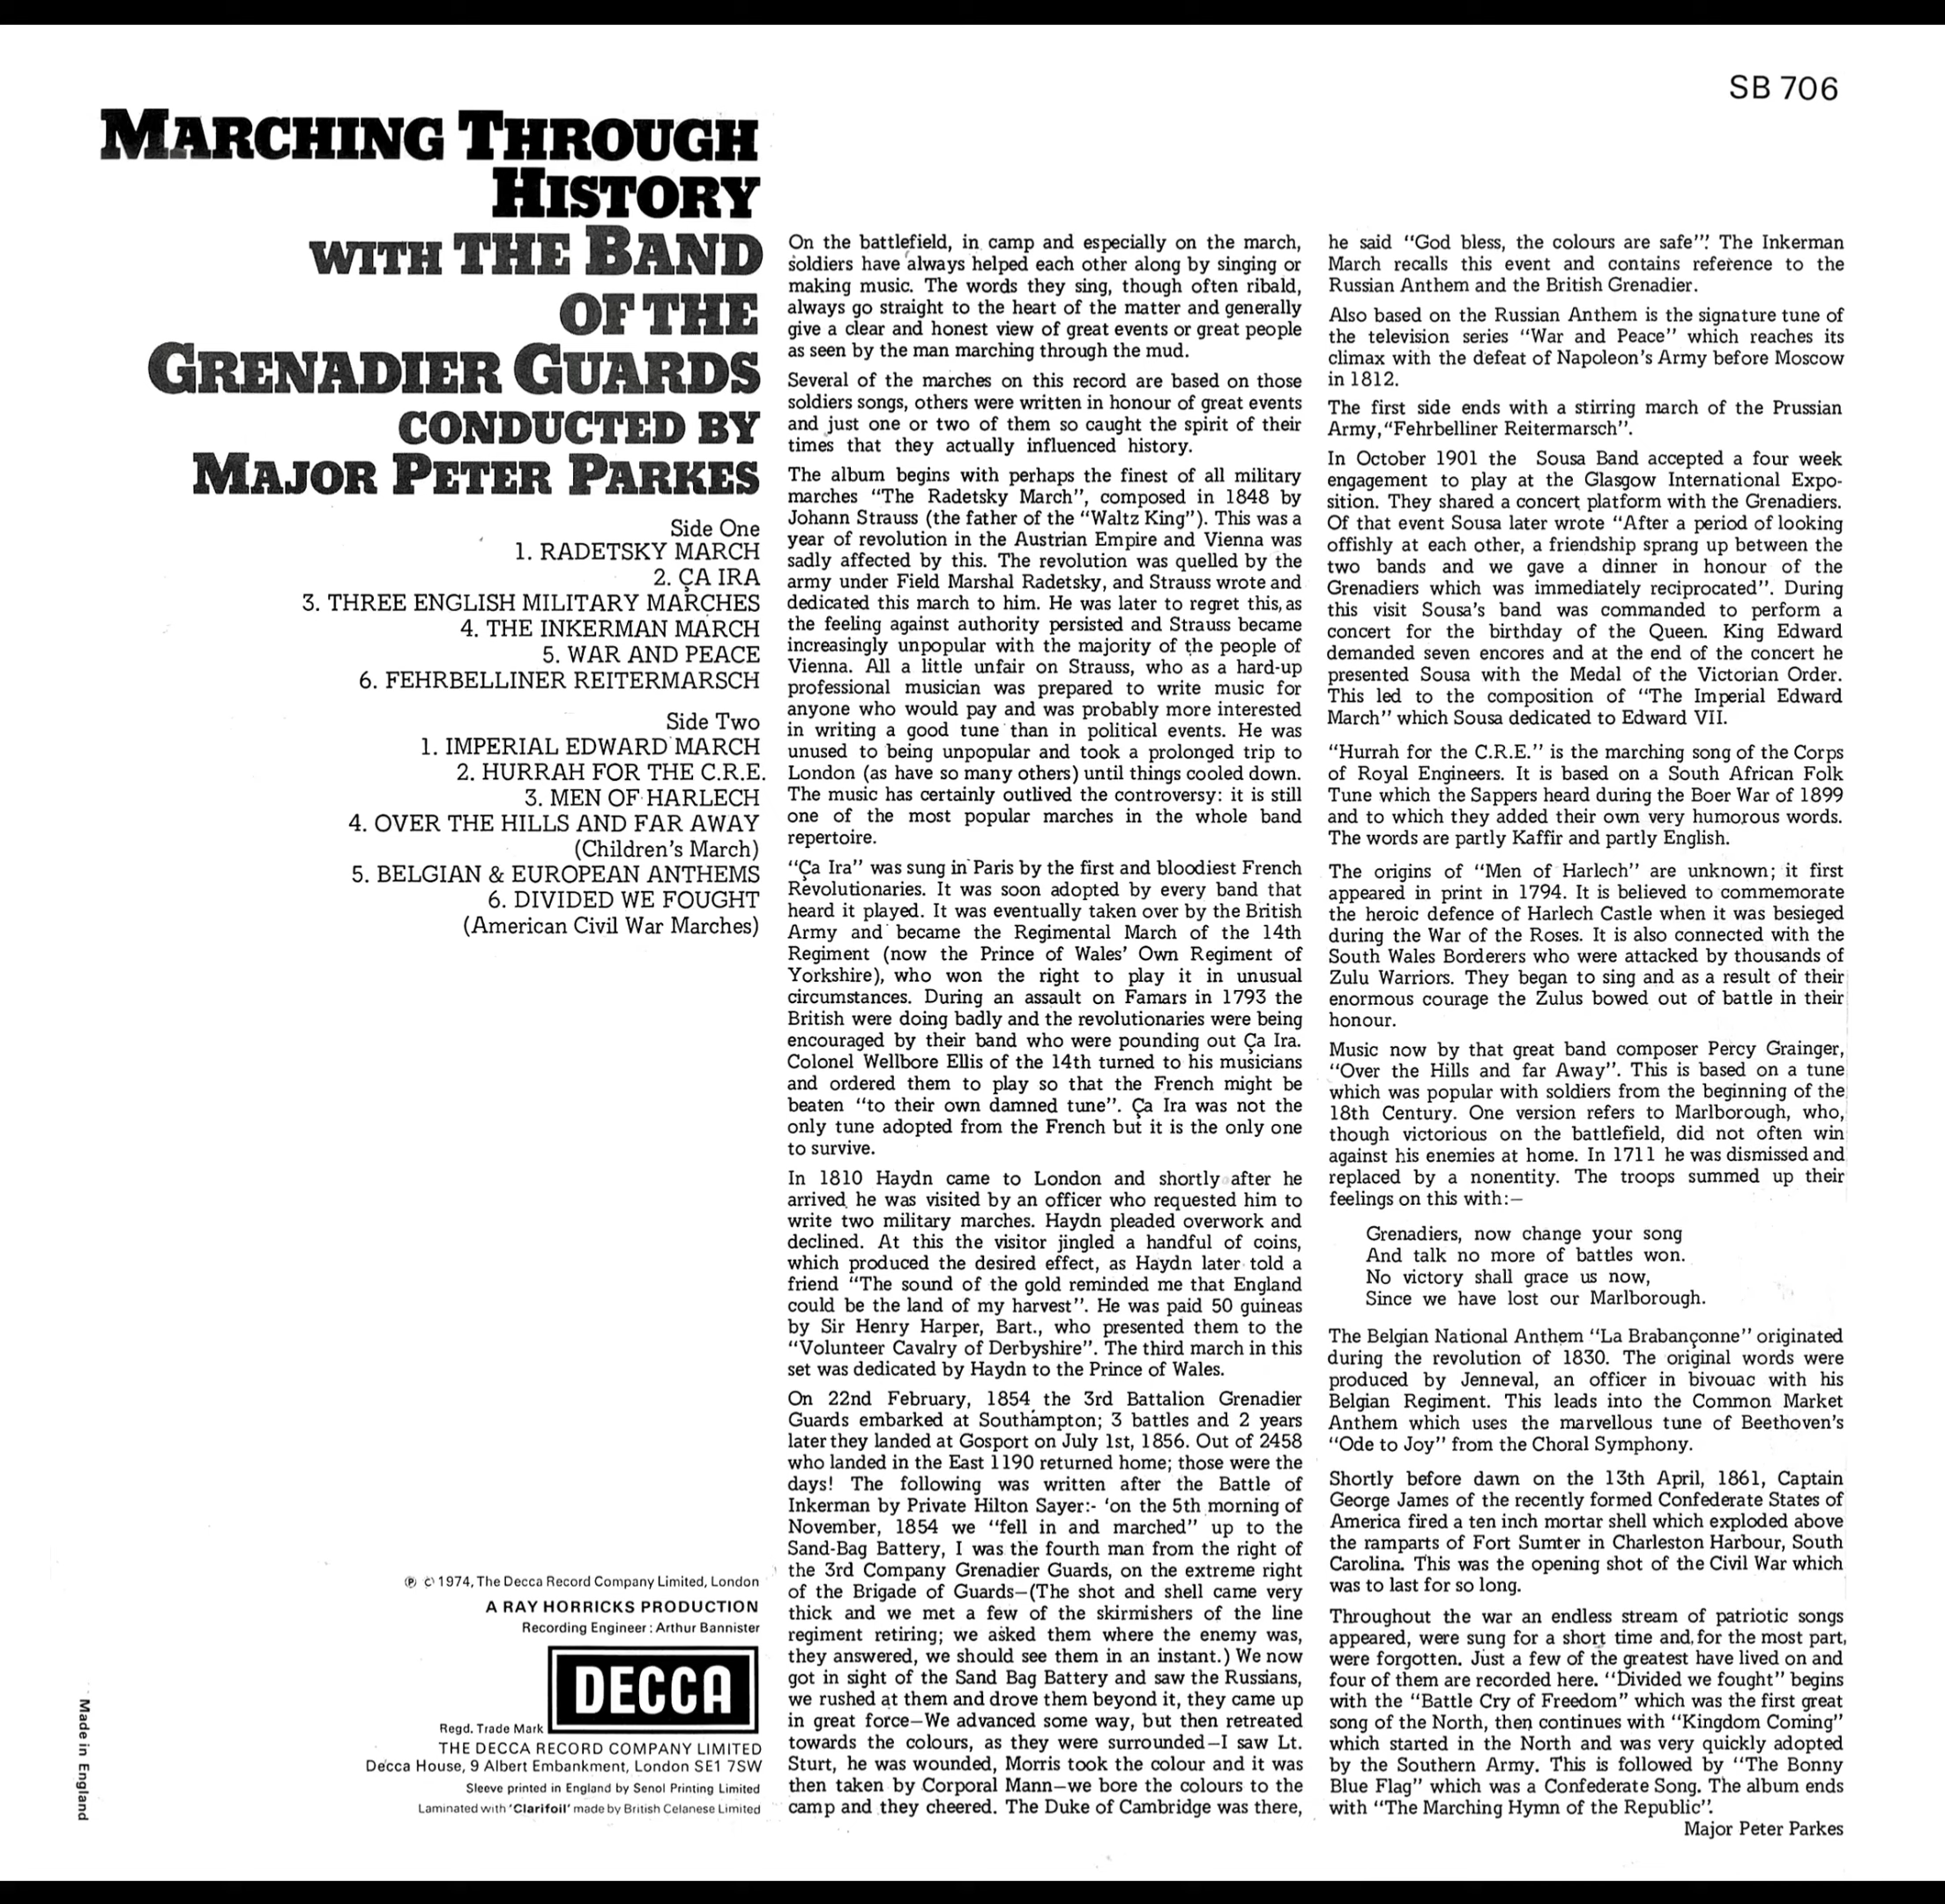 SB 706
MARCHING THROUGH
HISTORY
WITH THE BAND
OF THE
GRENADIER GUARDS
CONDUCTED BY
MAJOR PETER PARKES
Side One
1. RADETSKY MARCH
2. ÇA IRA
3. THREE ENGLISH MILITARY MARCHES
4. THE INKERMAN MARCH
5. WAR AND PEACE
6. FEHRBELLINER REITERMARSCH
Side Two
1. IMPERIAL EDWARD MARCH
2. HURRAH FOR THE C.R.E.
3. MEN OF HARLECH
4. OVER THE HILLS AND FAR AWAY
(Children's March)
5. BELGIAN & EUROPEAN ANTHEMS
6. DIVIDED WE FOUGHT
(American Civil War Marches)
℗ © 1974, The Decca Record Company Limited, London
A RAY HORRICKS PRODUCTION
Recording Engineer : Arthur Bannister
DECCA
Regd. Trade Mark
THE DECCA RECORD COMPANY LIMITED
Decca House, 9 Albert Embankment, London SE1 7SW
Sleeve printed in England by Senol Printing Limited
Laminated with 'Clarifoil' made by British Celanese Limited
Made in England
On the battlefield, in camp and especially on the march,
soldiers have always helped each other along by singing or
making music. The words they sing, though often ribald,
always go straight to the heart of the matter and generally
give a clear and honest view of great events or great people
as seen by the man marching through the mud.
Several of the marches on this record are based on those
soldiers songs, others were written in honour of great events
and just one or two of them so caught the spirit of their
times that they actually influenced history.
The album begins with perhaps the finest of all military
marches "The Radetsky March", composed in 1848 by
Johann Strauss (the father of the "Waltz King"). This was a
year of revolution in the Austrian Empire and Vienna was
sadly affected by this. The revolution was quelled by the
army under Field Marshal Radetsky, and Strauss wrote and
dedicated this march to him. He was later to regret this, as
the feeling against authority persisted and Strauss became
increasingly unpopular with the majority of the people of
Vienna. All a little unfair on Strauss, who as a hard-up
professional musician was prepared to write music for
anyone who would pay and was probably more interested
in writing a good tune than in political events. He was
unused to being unpopular and took a prolonged trip to
London (as have so many others) until things cooled down.
The music has certainly outlived the controversy: it is still
one of the most popular marches in the whole band
repertoire.
"Ça Ira" was sung in Paris by the first and bloodiest French
Revolutionaries. It was soon adopted by every band that
heard it played. It was eventually taken over by the British
Army and became the Regimental March of the 14th
Regiment (now the Prince of Wales' Own Regiment of
Yorkshire), who won the right to play it in unusual
circumstances. During an assault on Famars in 1793 the
British were doing badly and the revolutionaries were being
encouraged by their band who were pounding out Ça Ira.
Colonel Wellbore Ellis of the 14th turned to his musicians
and ordered them to play so that the French might be
beaten "to their own damned tune". Ça Ira was not the
only tune adopted from the French but it is the only one
to survive.
In 1810 Haydn came to London and shortly after he
arrived he was visited by an officer who requested him to
write two military marches. Haydn pleaded overwork and
declined. At this the visitor jingled a handful of coins,
which produced the desired effect, as Haydn later told a
friend "The sound of the gold reminded me that England
could be the land of my harvest". He was paid 50 guineas
by Sir Henry Harper, Bart., who presented them to the
"Volunteer Cavalry of Derbyshire". The third march in this
set was dedicated by Haydn to the Prince of Wales.
On 22nd February, 1854 the 3rd Battalion Grenadier
Guards embarked at Southampton; 3 battles and 2 years
later they landed at Gosport on July 1st, 1856. Out of 2458
who landed in the East 1190 returned home; those were the
days! The following was written after the Battle of
Inkerman by Private Hilton Sayer:- 'on the 5th morning of
November, 1854 we "fell in and marched" up to the
Sand-Bag Battery, I was the fourth man from the right of
the 3rd Company Grenadier Guards, on the extreme right
of the Brigade of Guards—(The shot and shell came very
thick and we met a few of the skirmishers of the line
regiment retiring; we asked them where the enemy was,
they answered, we should see them in an instant.) We now
got in sight of the Sand Bag Battery and saw the Russians,
we rushed at them and drove them beyond it, they came up
in great force—We advanced some way, but then retreated
towards the colours, as they were surrounded—I saw Lt.
Sturt, he was wounded, Morris took the colour and it was
then taken by Corporal Mann—we bore the colours to the
camp and they cheered. The Duke of Cambridge was there,
he said "God bless, the colours are safe"'. The Inkerman
March recalls this event and contains reference to the
Russian Anthem and the British Grenadier.
Also based on the Russian Anthem is the signature tune of
the television series "War and Peace" which reaches its
climax with the defeat of Napoleon's Army before Moscow
in 1812.
The first side ends with a stirring march of the Prussian
Army, "Fehrbelliner Reitermarsch".
In October 1901 the Sousa Band accepted a four week
engagement to play at the Glasgow International Expo-
sition. They shared a concert platform with the Grenadiers.
Of that event Sousa later wrote "After a period of looking
offishly at each other, a friendship sprang up between the
two bands and we gave a dinner in honour of the
Grenadiers which was immediately reciprocated". During
this visit Sousa's band was commanded to perform a
concert for the birthday of the Queen. King Edward
demanded seven encores and at the end of the concert he
presented Sousa with the Medal of the Victorian Order.
This led to the composition of "The Imperial Edward
March" which Sousa dedicated to Edward VII.
"Hurrah for the C.R.E." is the marching song of the Corps
of Royal Engineers. It is based on a South African Folk
Tune which the Sappers heard during the Boer War of 1899
and to which they added their own very humorous words.
The words are partly Kaffir and partly English.
The origins of "Men of Harlech" are unknown; it first
appeared in print in 1794. It is believed to commemorate
the heroic defence of Harlech Castle when it was besieged
during the War of the Roses. It is also connected with the
South Wales Borderers who were attacked by thousands of
Zulu Warriors. They began to sing and as a result of their
enormous courage the Zulus bowed out of battle in their
honour.
Music now by that great band composer Percy Grainger,
"Over the Hills and far Away". This is based on a tune
which was popular with soldiers from the beginning of the
18th Century. One version refers to Marlborough, who,
though victorious on the battlefield, did not often win
against his enemies at home. In 1711 he was dismissed and
replaced by a nonentity. The troops summed up their
feelings on this with:—
Grenadiers, now change your song
And talk no more of battles won.
No victory shall grace us now,
Since we have lost our Marlborough.
The Belgian National Anthem "La Brabançonne" originated
during the revolution of 1830. The original words were
produced by Jenneval, an officer in bivouac with his
Belgian Regiment. This leads into the Common Market
Anthem which uses the marvellous tune of Beethoven's
"Ode to Joy" from the Choral Symphony.
Shortly before dawn on the 13th April, 1861, Captain
George James of the recently formed Confederate States of
America fired a ten inch mortar shell which exploded above
the ramparts of Fort Sumter in Charleston Harbour, South
Carolina. This was the opening shot of the Civil War which
was to last for so long.
Throughout the war an endless stream of patriotic songs
appeared, were sung for a short time and, for the most part,
were forgotten. Just a few of the greatest have lived on and
four of them are recorded here. "Divided we fought" begins
with the "Battle Cry of Freedom" which was the first great
song of the North, then continues with "Kingdom Coming"
which started in the North and was very quickly adopted
by the Southern Army. This is followed by "The Bonny
Blue Flag" which was a Confederate Song. The album ends
with "The Marching Hymn of the Republic".
Major Peter Parkes